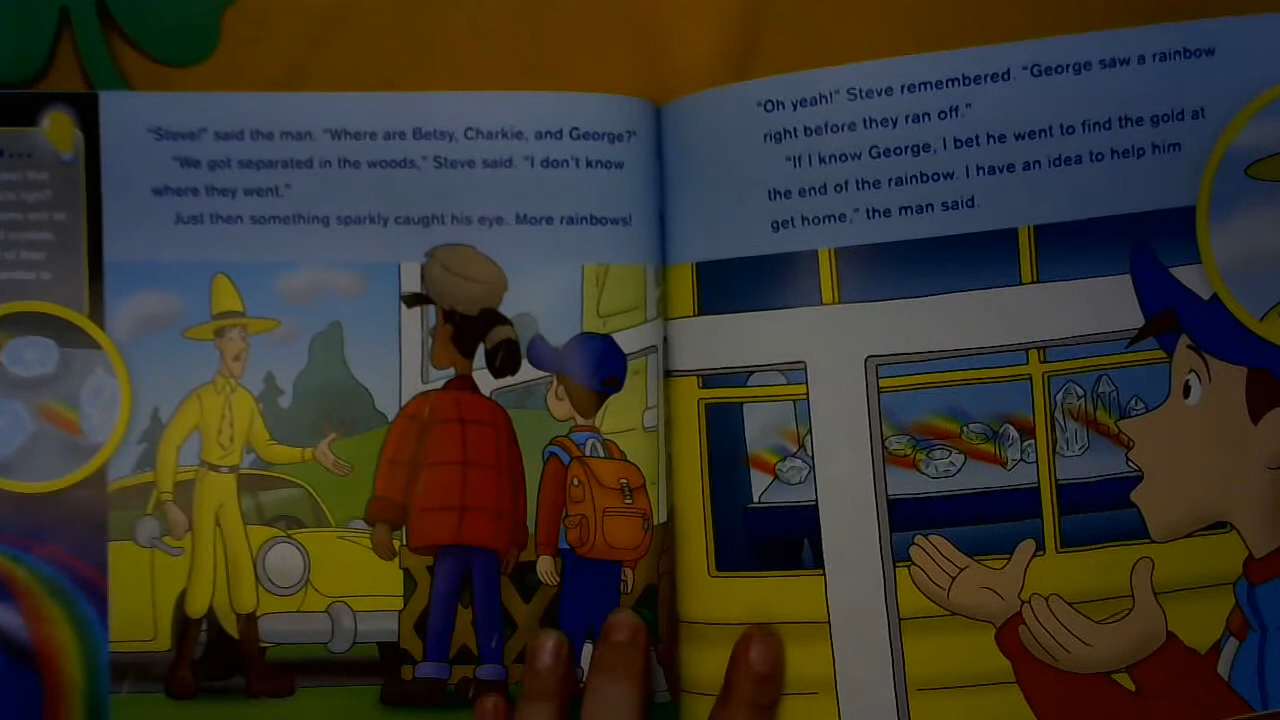 "Steve!" said the man. "Where are Betsy, Charkie, and George?"
"We got separated in the woods," Steve said. "I don't know
where they went."
Just then something sparkly caught his eye. More rainbows!
"Oh yeah!" Steve remembered. "George saw a rainbow
right before they ran off."
"If I know George, I bet he went to find the gold at
the end of the rainbow. I have an idea to help him
get home," the man said.